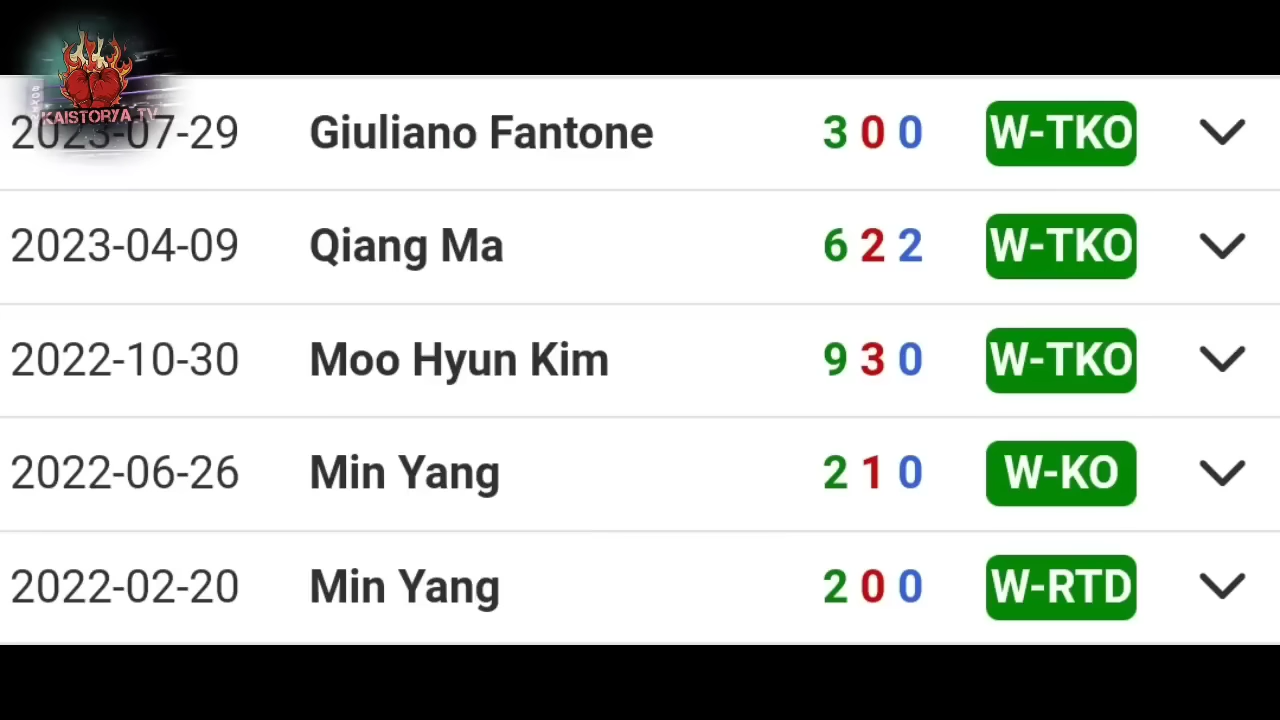 KAISTORYA.TV
2023-07-29 Giuliano Fantone 3 0 0 W-TKO
2023-04-09 Qiang Ma 6 2 2 W-TKO
2022-10-30 Moo Hyun Kim 9 3 0 W-TKO
2022-06-26 Min Yang 2 1 0 W-KO
2022-02-20 Min Yang 2 0 0 W-RTD